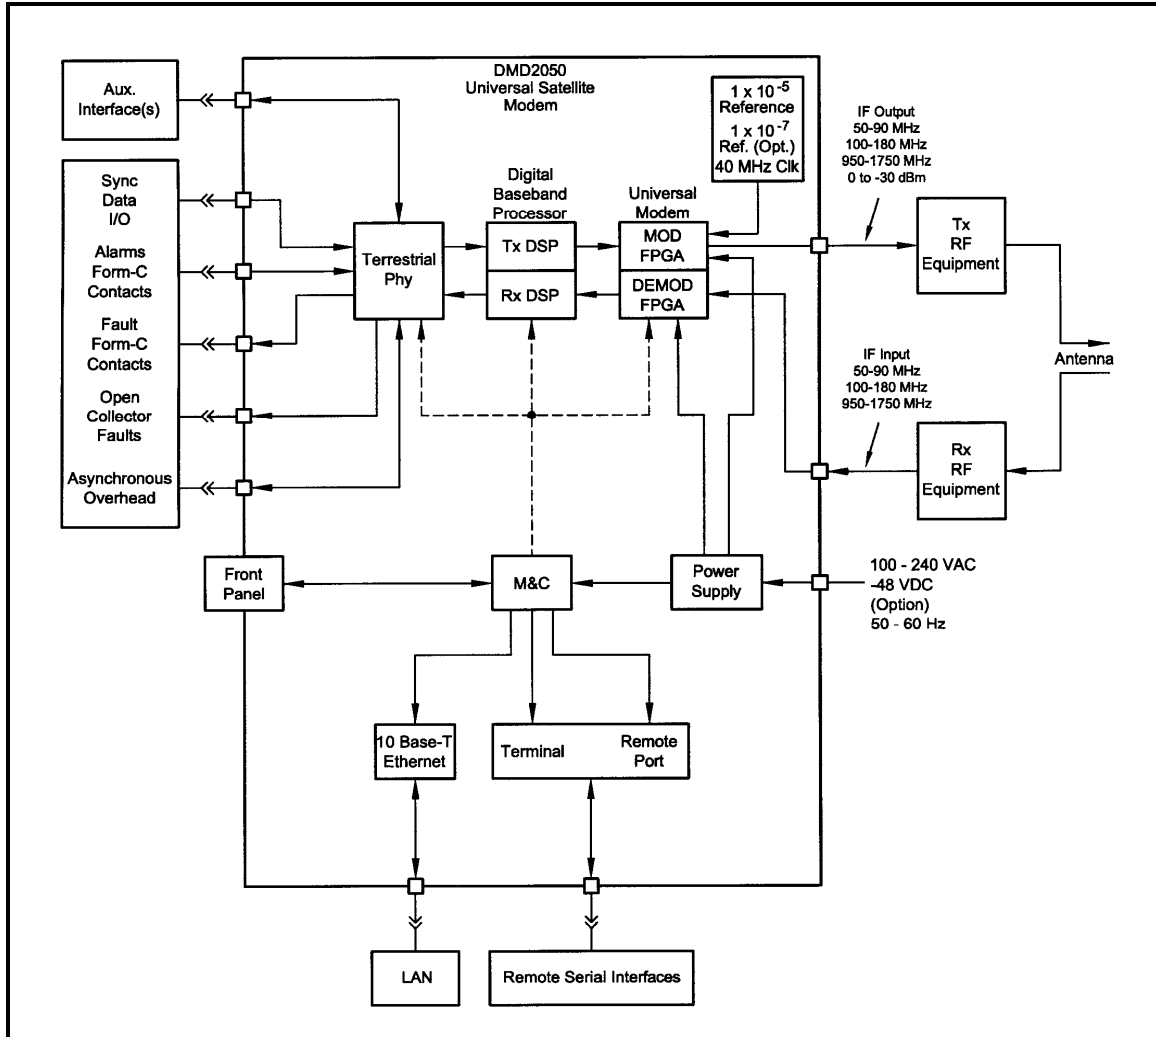 DMD2050
Universal Satellite
Modem
Aux.
Interface(s)
1 x 10 -5
Reference
1 x 10 -7
Ref. (Opt.)
40 MHz Clk
IF Output
50-90 MHz
100-180 MHz
950-1750 MHz
0 to -30 dBm
Sync
Data
I/O
Alarms
Form-C
Contacts
Fault
Form-C
Contacts
Open
Collector
Faults
Asynchronous
Overhead
Terrestrial
Phy
Digital
Baseband
Processor
Tx DSP
Rx DSP
Universal
Modem
MOD
FPGA
DEMOD
FPGA
Tx
RF
Equipment
Antenna
IF Input
50-90 MHz
100-180 MHz
950-1750 MHz
Rx
RF
Equipment
Front
Panel
M&C
Power
Supply
100 - 240 VAC
-48 VDC
(Option)
50 - 60 Hz
10 Base-T
Ethernet
Terminal
Remote
Port
LAN
Remote Serial Interfaces